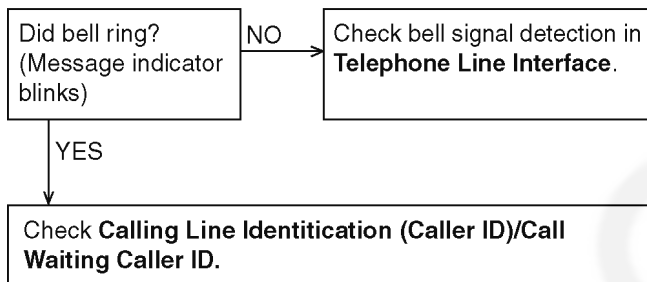 Did bell ring?
(Message indicator
blinks)
NO
Check bell signal detection in
Telephone Line Interface.
YES
Check Calling Line Identitication (Caller ID)/Call
Waiting Caller ID.